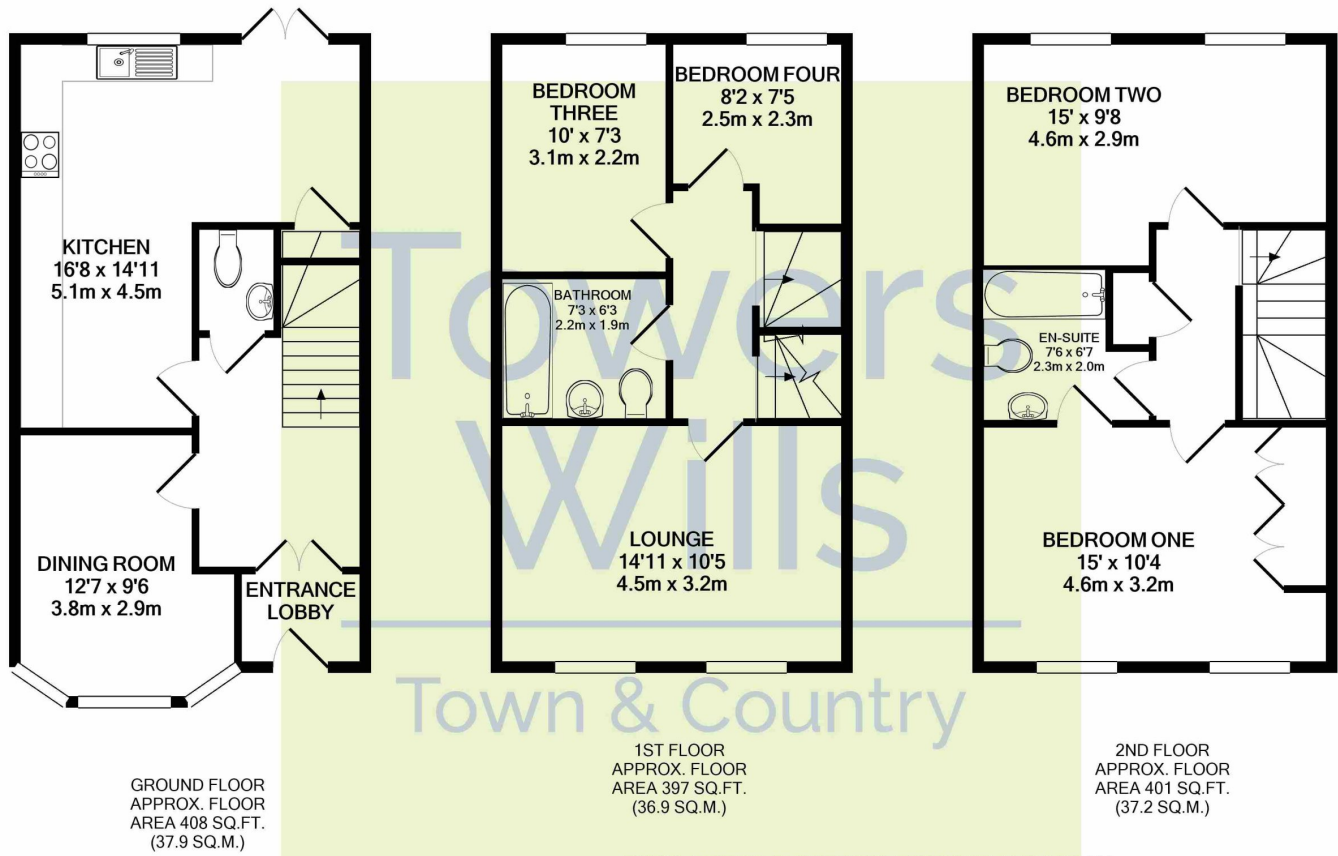 KITCHEN
16'8 x 14'11
5.1m x 4.5m
DINING ROOM
12'7 x 9'6
3.8m x 2.9m
ENTRANCE
LOBBY
GROUND FLOOR
APPROX. FLOOR
AREA 408 SQ.FT.
(37.9 SQ.M.)
BEDROOM
THREE
10' x 7'3
3.1m x 2.2m
BEDROOM FOUR
8'2 x 7'5
2.5m x 2.3m
BATHROOM
7'3 x 6'3
2.2m x 1.9m
LOUNGE
14'11 x 10'5
4.5m x 3.2m
1ST FLOOR
APPROX. FLOOR
AREA 397 SQ.FT.
(36.9 SQ.M.)
BEDROOM TWO
15' x 9'8
4.6m x 2.9m
EN-SUITE
7'6 x 6'7
2.3m x 2.0m
BEDROOM ONE
15' x 10'4
4.6m x 3.2m
2ND FLOOR
APPROX. FLOOR
AREA 401 SQ.FT.
(37.2 SQ.M.)
Towers
Wills
Town & Country